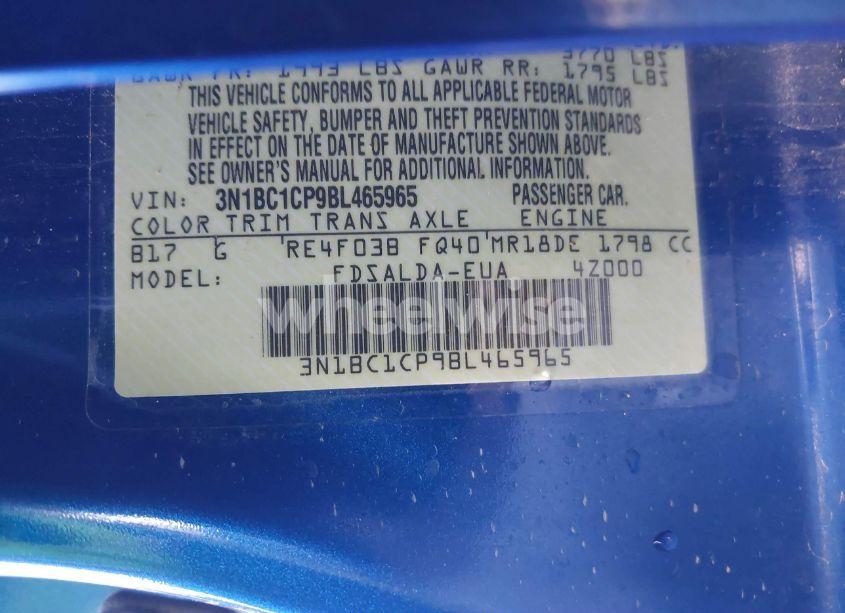 3770 LBS
GAWR FR: 1993 LBS GAWR RR: 1795 LBS
THIS VEHICLE CONFORMS TO ALL APPLICABLE FEDERAL MOTOR
VEHICLE SAFETY, BUMPER AND THEFT PREVENTION STANDARDS
IN EFFECT ON THE DATE OF MANUFACTURE SHOWN ABOVE.
SEE OWNER'S MANUAL FOR ADDITIONAL INFORMATION.
VIN: 3N1BC1CP9BL465965 PASSENGER CAR.
COLOR TRIM TRANS AXLE ENGINE
B17 G RE4F03B FQ40 MR18DE 1798 CC
MODEL: FDSALDA-EUA 4Z000
wheelwise
3N1BC1CP9BL465965